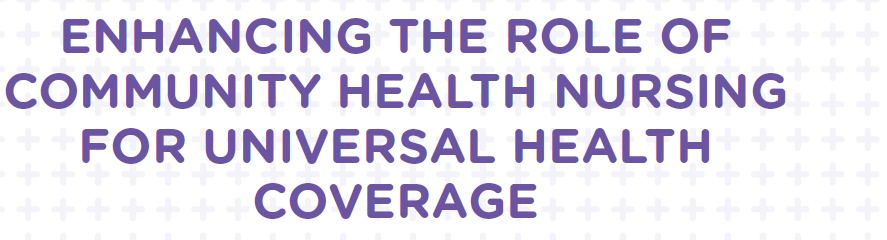 ENHANCING THE ROLE OF
COMMUNITY HEALTH NURSING
FOR UNIVERSAL HEALTH
COVERAGE